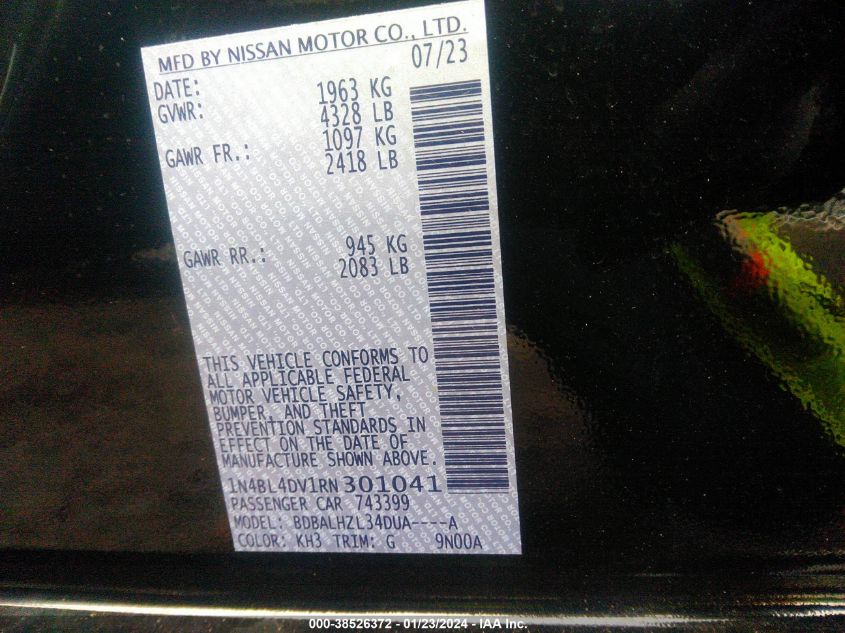 MFD BY NISSAN MOTOR CO., LTD.
DATE: 07/23
GVWR: 1963 KG
4328 LB
GAWR FR.: 1097 KG
2418 LB
GAWR RR.: 945 KG
2083 LB
THIS VEHICLE CONFORMS TO
ALL APPLICABLE FEDERAL
MOTOR VEHICLE SAFETY,
BUMPER, AND THEFT
PREVENTION STANDARDS IN
EFFECT ON THE DATE OF
MANUFACTURE SHOWN ABOVE.
1N4BL4DV1RN301041
PASSENGER CAR 743399
MODEL: BDBALHZL34DUA----A
COLOR: KH3 TRIM: G 9N00A
000-38526372 - 01/23/2024 - IAA Inc.